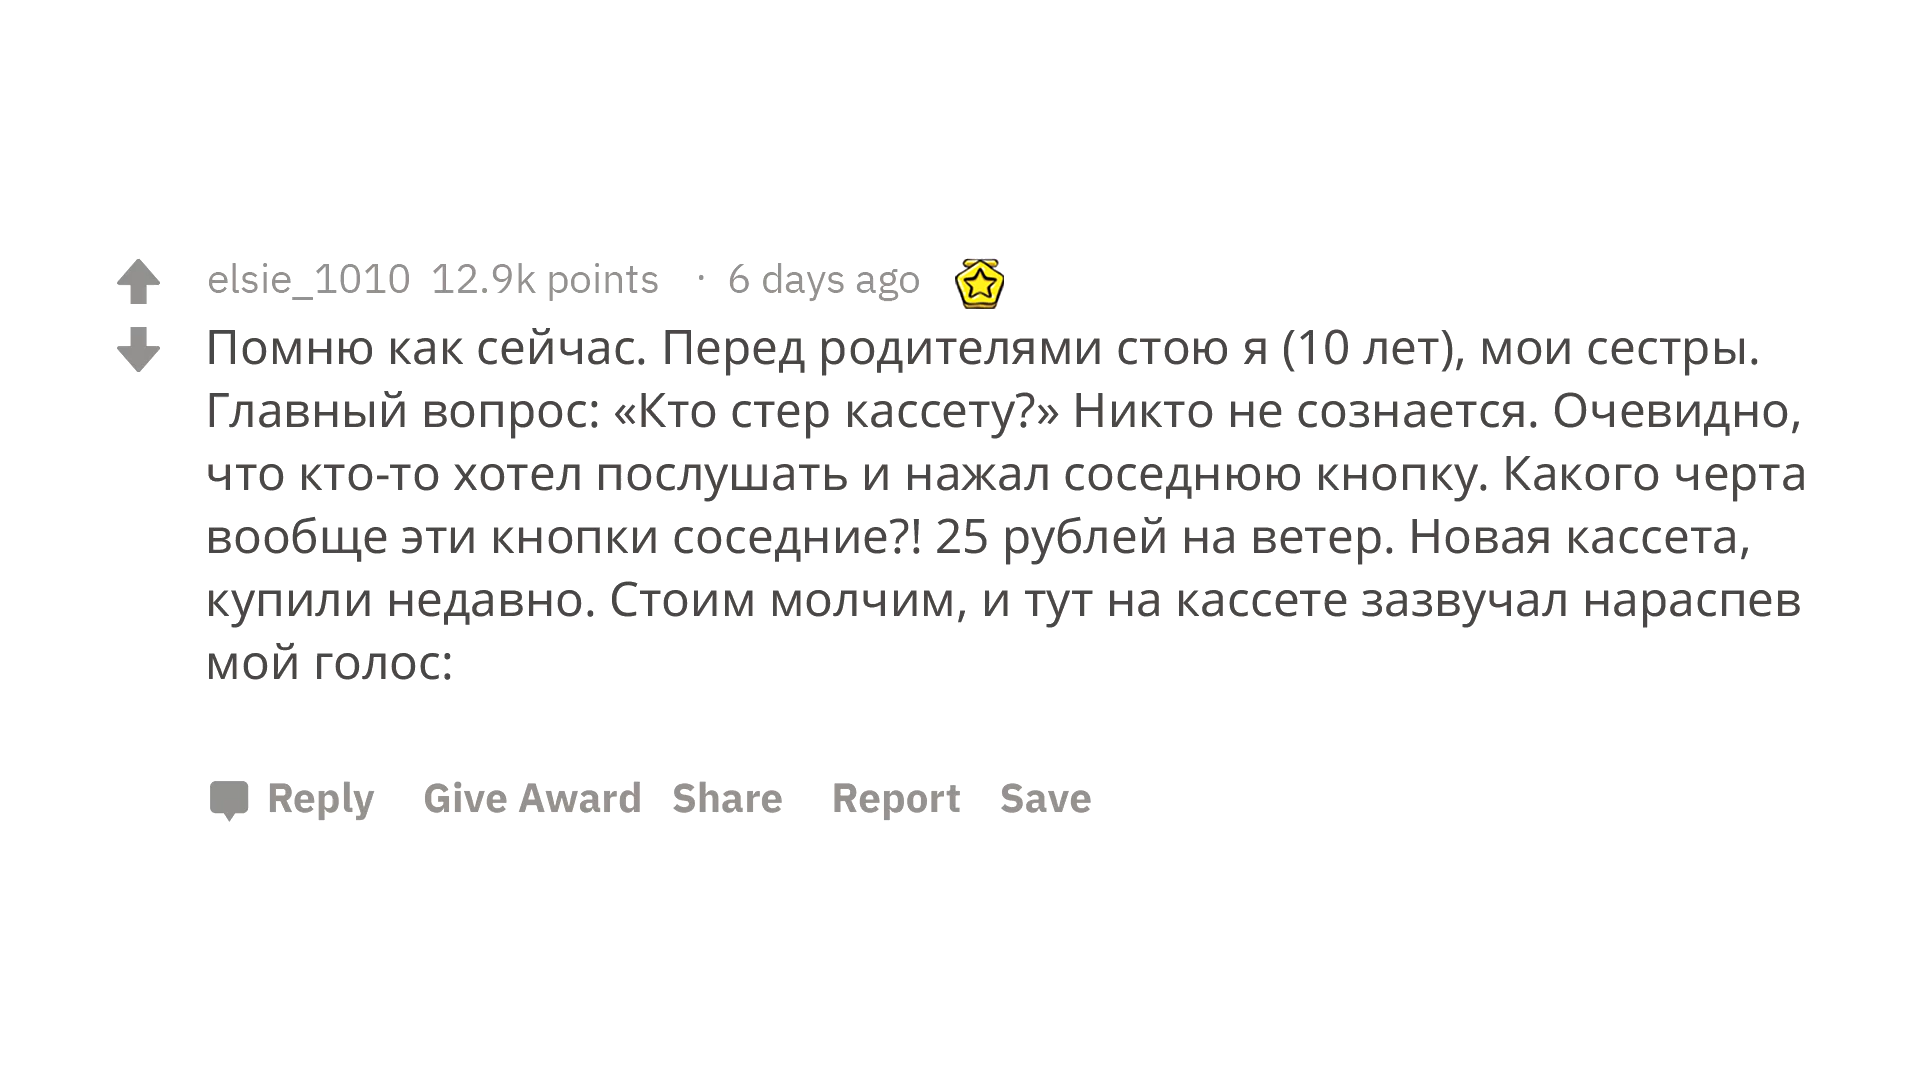 elsie_1010 12.9k points · 6 days ago
Помню как сейчас. Перед родителями стою я (10 лет), мои сестры.
Главный вопрос: «Кто стер кассету?» Никто не сознается. Очевидно,
что кто-то хотел послушать и нажал соседнюю кнопку. Какого черта
вообще эти кнопки соседние?! 25 рублей на ветер. Новая кассета,
купили недавно. Стоим молчим, и тут на кассете зазвучал нараспев
мой голос:
Reply Give Award Share Report Save